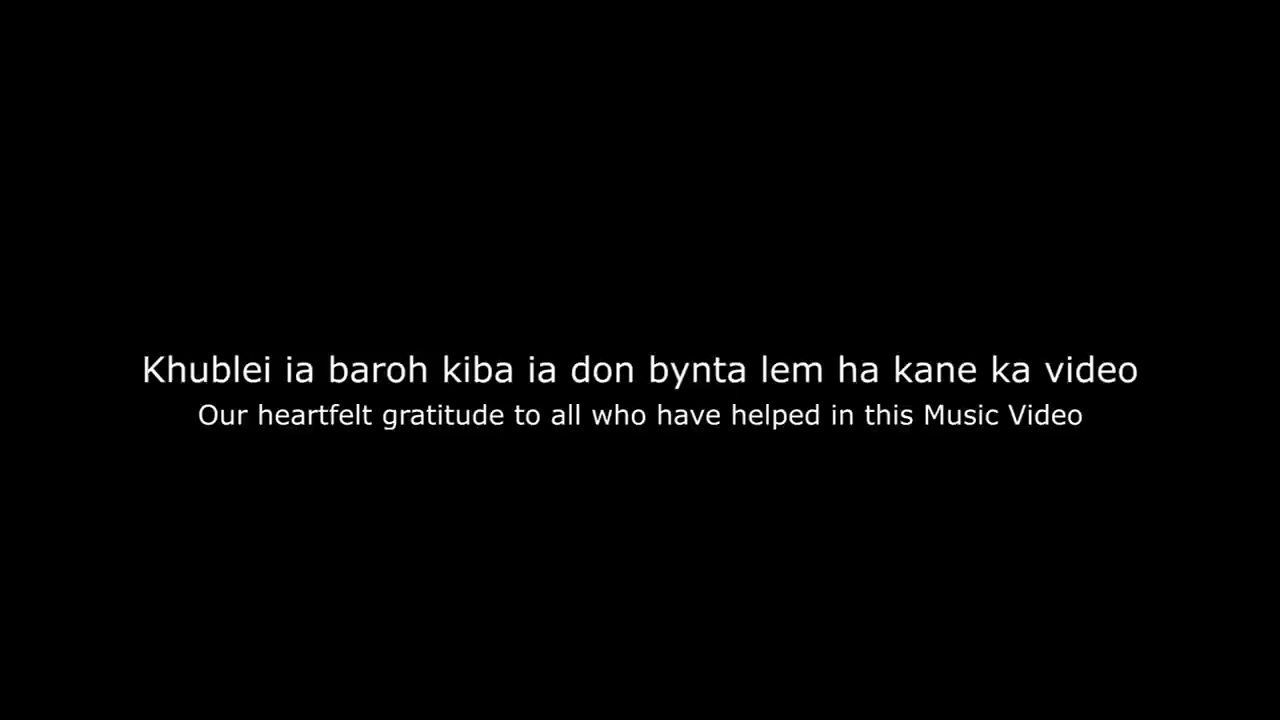 Khublei ia baroh kiba ia don bynta lem ha kane ka video
Our heartfelt gratitude to all who have helped in this Music Video